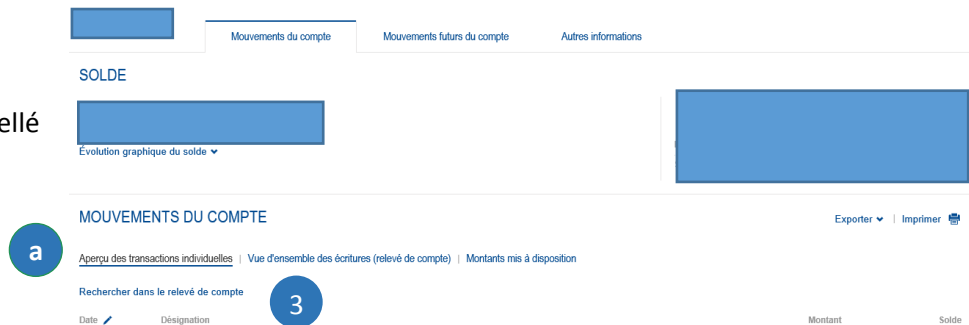 Mouvements du compte Mouvements futurs du compte Autres informations
SOLDE
ellé
Évolution graphique du solde
MOUVEMENTS DU COMPTE Exporter | Imprimer
a
Aperçu des transactions individuelles | Vue d'ensemble des écritures (relevé de compte) | Montants mis à disposition
Rechercher dans le relevé de compte
3
Date Désignation Montant Solde